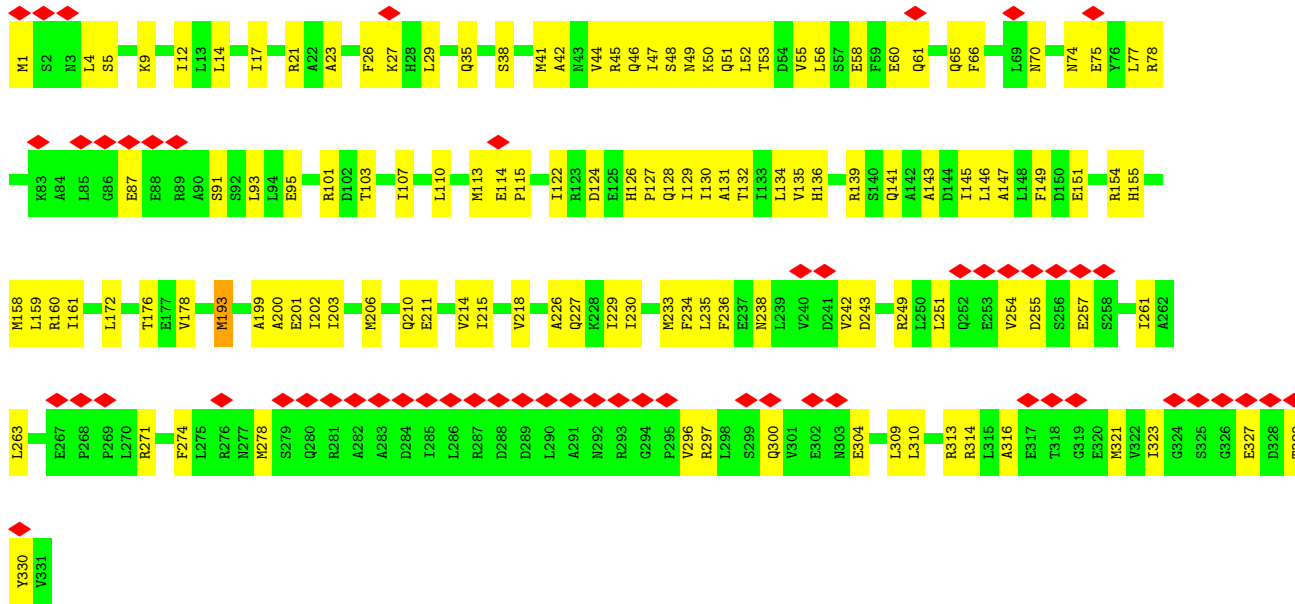 M1 S2 N3 L4 S5 K9 I12 L13 L14 I17 R21 A22 A23 F26 K27 H28 L29 Q35 S38 M41 A42 N43 V44 R45 Q46 I47 S48 N49 K50 Q51 L52 T53 D54 V55 L56 S57 E58 F59 E60 Q61 Q65 F66 L69 N70 N74 E75 Y76 L77 R78
K83 A84 L85 G86 E87 E88 R89 A90 S91 S92 L93 L94 E95 R101 D102 T103 I107 L110 M113 E114 P115 I122 R123 D124 E125 H126 P127 Q128 I129 I130 A131 T132 I133 L134 V135 H136 R139 S140 Q141 A142 A143 D144 I145 L146 A147 L148 F149 D150 E151 R154 H155
M158 L159 R160 I161 L172 T176 E177 V178 M193 A199 A200 E201 I202 I203 M206 Q210 E211 V214 I215 V218 A226 Q227 K228 I229 I230 M233 F234 L235 F236 E237 N238 L239 V240 D241 V242 D243 R249 L250 L251 Q252 E253 V254 D255 S256 E257 S258 I261 A262
L263 E267 P268 P269 L270 R271 F274 L275 R276 N277 M278 S279 Q280 R281 A282 A283 D284 I285 L286 R287 D288 D289 L290 A291 N292 R293 G294 P295 V296 R297 L298 S299 Q300 V301 E302 N303 E304 L309 L310 R313 R314 L315 A316 E317 T318 G319 E320 M321 V322 I323 G324 S325 G326 E327 D328
Y330 V331